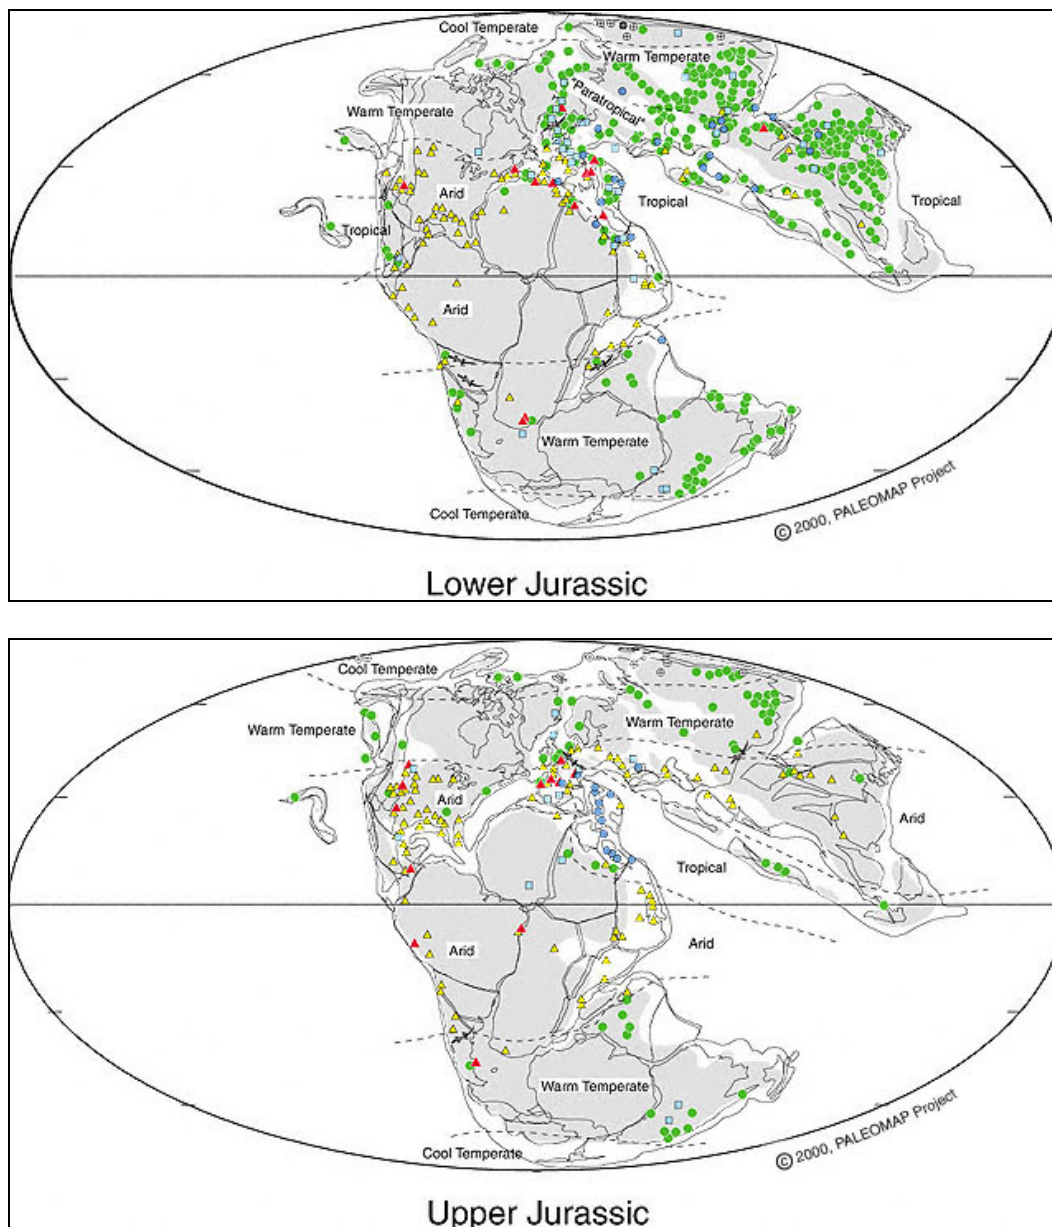 Cool Temperate
Warm Temperate
"Paratropical"
Warm Temperate
Arid
Tropical
Tropical
Tropical
Arid
Warm Temperate
Cool Temperate
© 2000, PALEOMAP Project
Lower Jurassic
Cool Temperate
Warm Temperate
Warm Temperate
Arid
Arid
Tropical
Arid
Arid
Warm Temperate
Cool Temperate
© 2000, PALEOMAP Project
Upper Jurassic